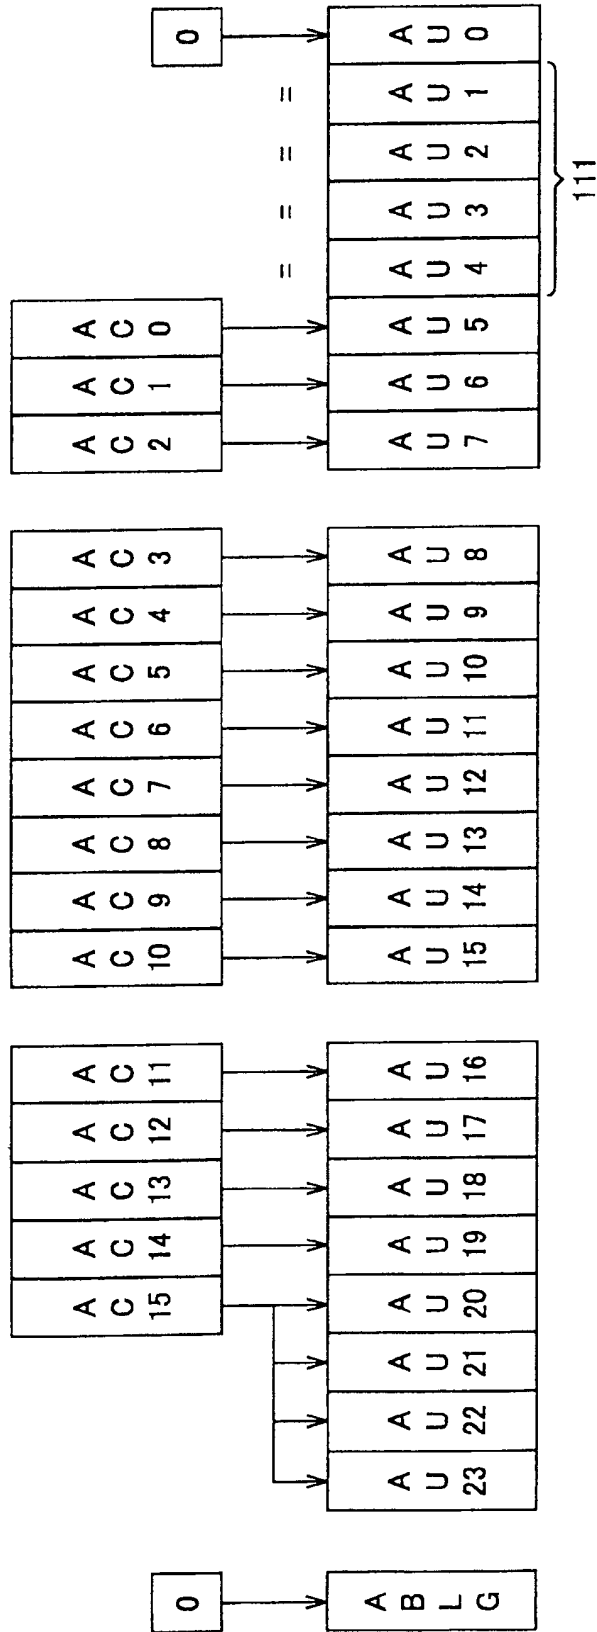 AC15 AC14 AC13 AC12 AC11 AC10 AC9 AC8 AC7 AC6 AC5 AC4 AC3 AC2 AC1 AC0
0 0
= = = =
ABLG AU23 AU22 AU21 AU20 AU19 AU18 AU17 AU16 AU15 AU14 AU13 AU12 AU11 AU10 AU9 AU8 AU7 AU6 AU5 AU4 AU3 AU2 AU1 AU0
111